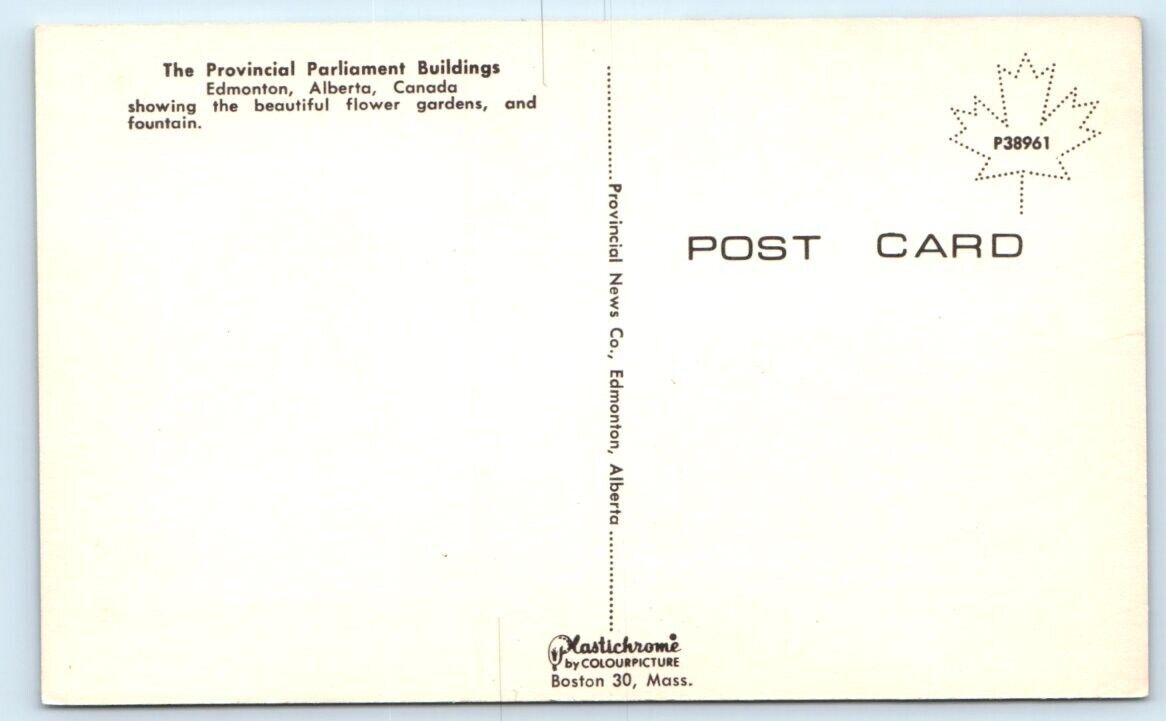 The Provincial Parliament Buildings
Edmonton, Alberta, Canada
showing the beautiful flower gardens, and
fountain.
Provincial News Co., Edmonton, Alberta
P38961
POST CARD
Plastichrome
by COLOURPICTURE
Boston 30, Mass.